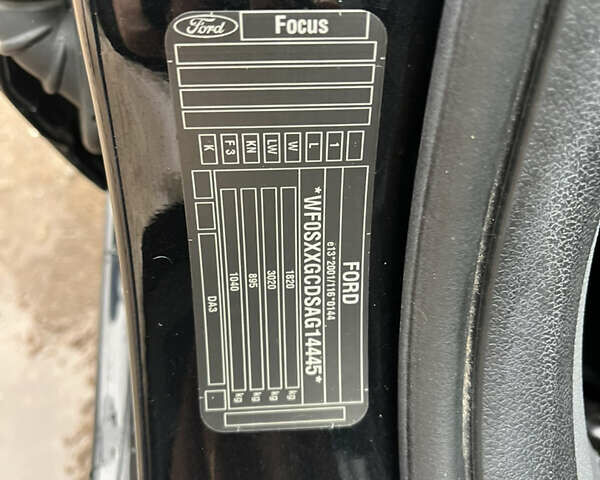 Ford Focus
FORD
e13*2001/116*0144
*WF0SXXGCDSAG14445*
1820 kg
3020 kg
895 kg
1040 kg
DA3
1
L
W
LW
KN
F3
K